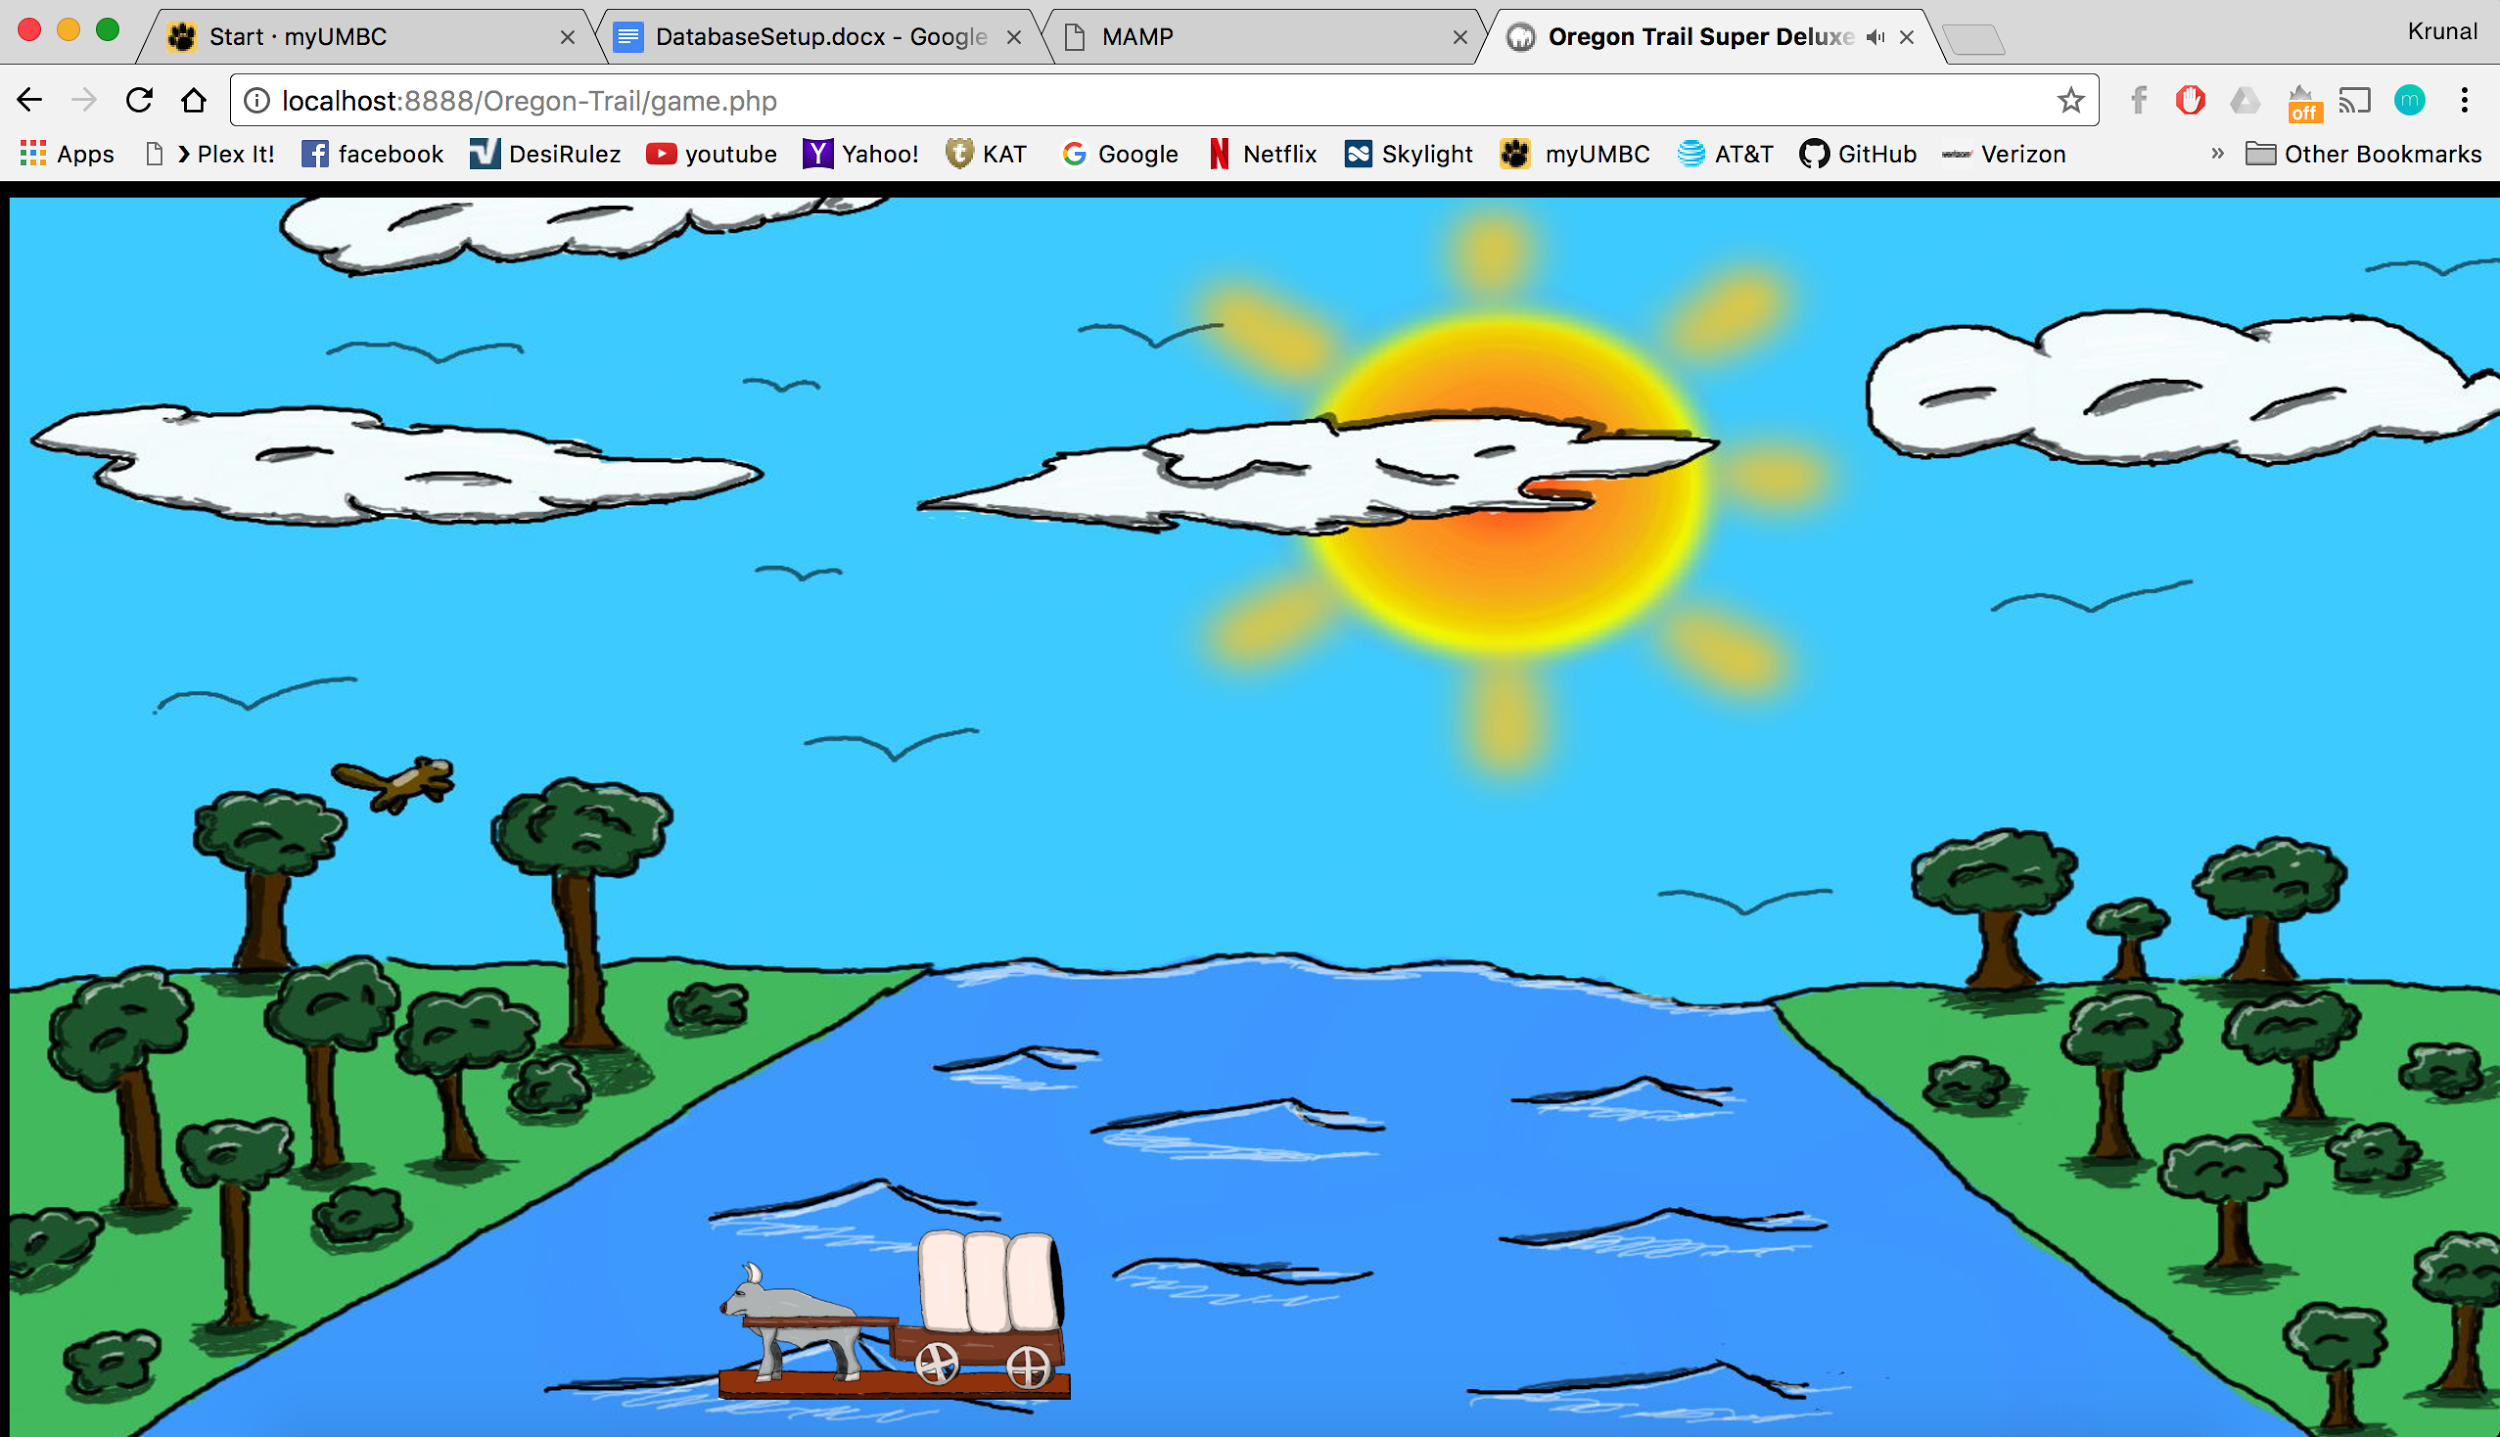 Start · myUMBC
DatabaseSetup.docx - Google
MAMP
Oregon Trail Super Deluxe
Krunal
localhost:8888/Oregon-Trail/game.php
m
off
Apps
❯ Plex It!
facebook
DesiRulez
youtube
Yahoo!
KAT
Google
Netflix
Skylight
myUMBC
AT&T
GitHub
Verizon
»
Other Bookmarks